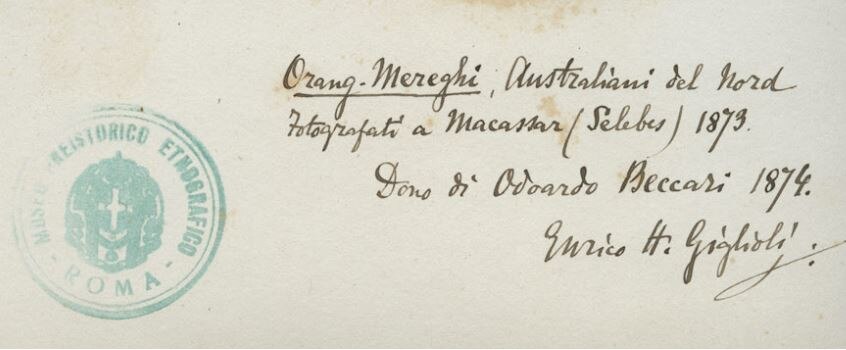 Orang-Mereghi, Australiani del Nord
Fotografati a Macassar (Selebes) 1873.
Dono di Odoardo Beccari 1874.
Enrico H. Giglioli.
MUSEO PREISTORICO ETNOGRAFICO
- ROMA -